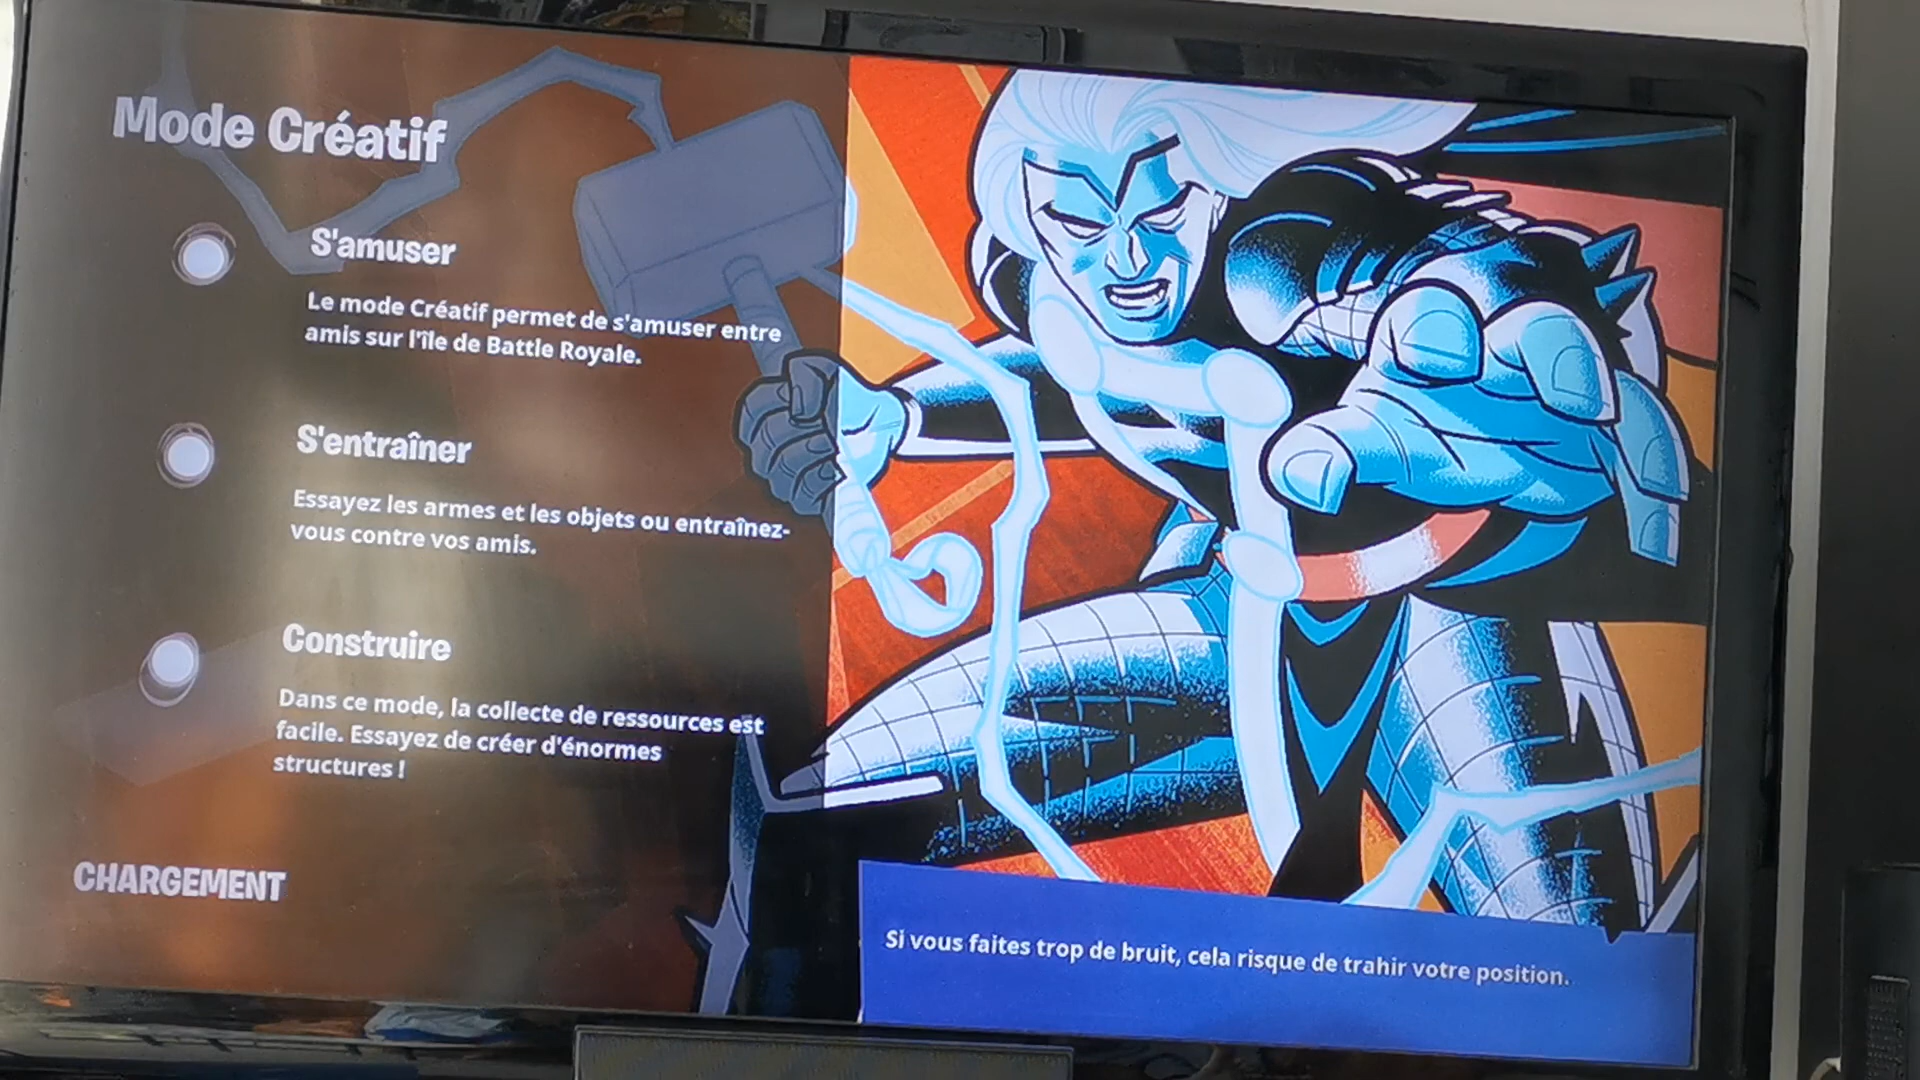 Mode Créatif
S'amuser
Le mode Créatif permet de s'amuser entre
amis sur l'île de Battle Royale.
S'entraîner
Essayez les armes et les objets ou entraînez-
vous contre vos amis.
Construire
Dans ce mode, la collecte de ressources est
facile. Essayez de créer d'énormes
structures !
CHARGEMENT
Si vous faites trop de bruit, cela risque de trahir votre position.